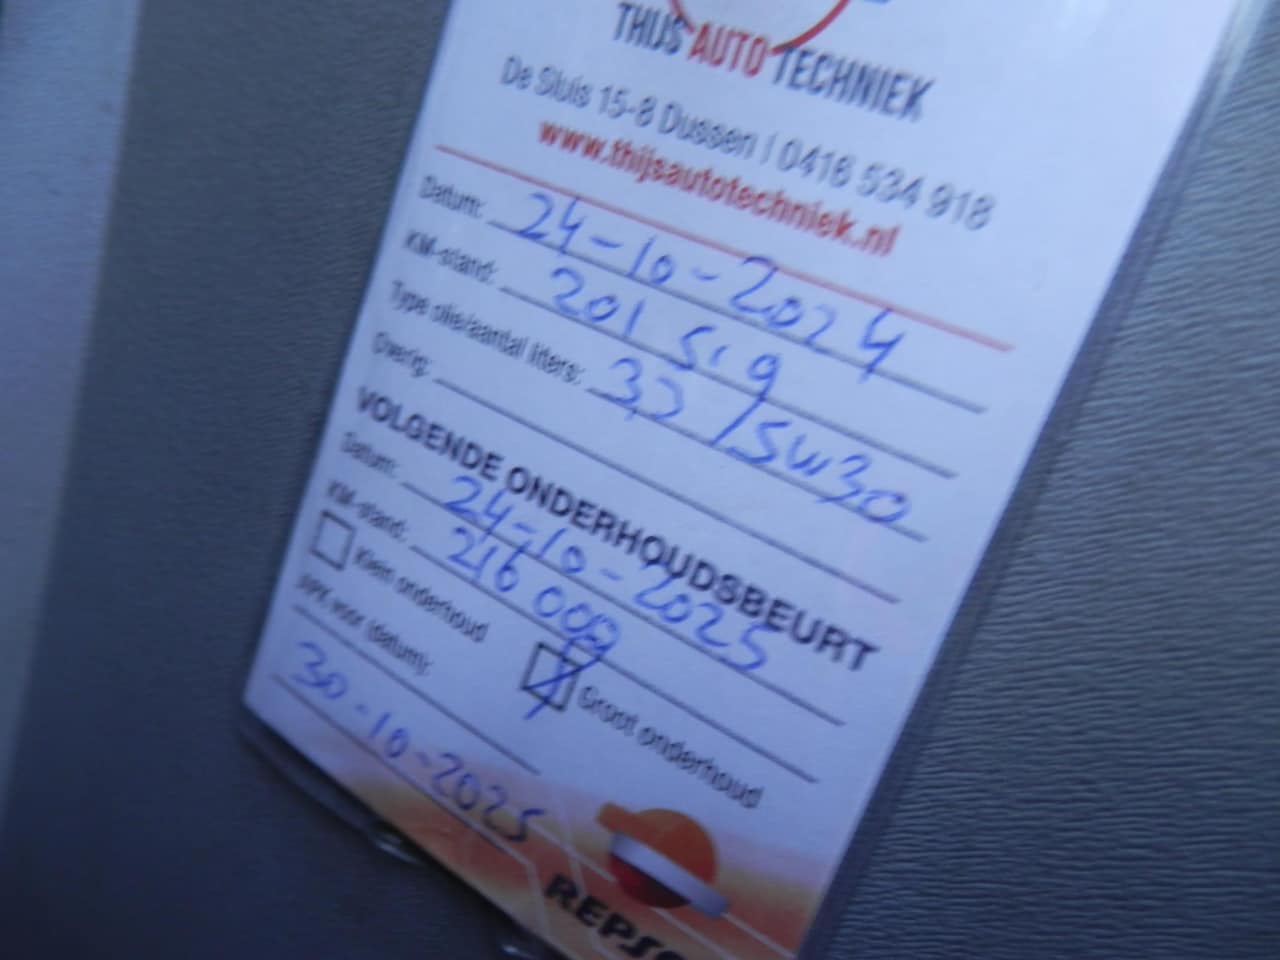 THIJS AUTO TECHNIEK
De Sluis 15-8 Dussen | 0416 534 918
www.thijsautotechniek.nl
Datum: 24-10-2024
KM-stand: 201 519
Type olie/aantal liters: 3,2 / 5W30
Overig:
VOLGENDE ONDERHOUDSBEURT
Datum: 24-10-2025
KM-stand: 216 000
Klein onderhoud Groot onderhoud
APK voor (datum):
30-10-2025
REPS